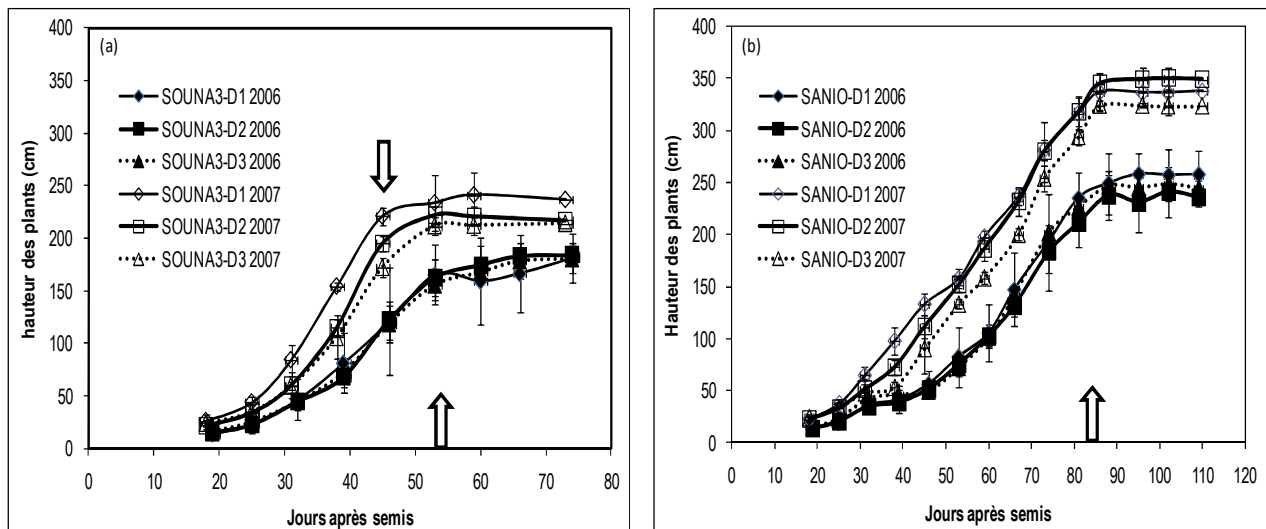 (a)
SOUNA3-D1 2006
SOUNA3-D2 2006
SOUNA3-D3 2006
SOUNA3-D1 2007
SOUNA3-D2 2007
SOUNA3-D3 2007
hauteur des plants (cm)
400
350
300
250
200
150
100
50
0
0 10 20 30 40 50 60 70 80
Jours après semis
(b)
SANIO-D1 2006
SANIO-D2 2006
SANIO-D3 2006
SANIO-D1 2007
SANIO-D2 2007
SANIO-D3 2007
Hauteur des plants (cm)
400
350
300
250
200
150
100
50
0
0 10 20 30 40 50 60 70 80 90 100 110 120
Jours après semis